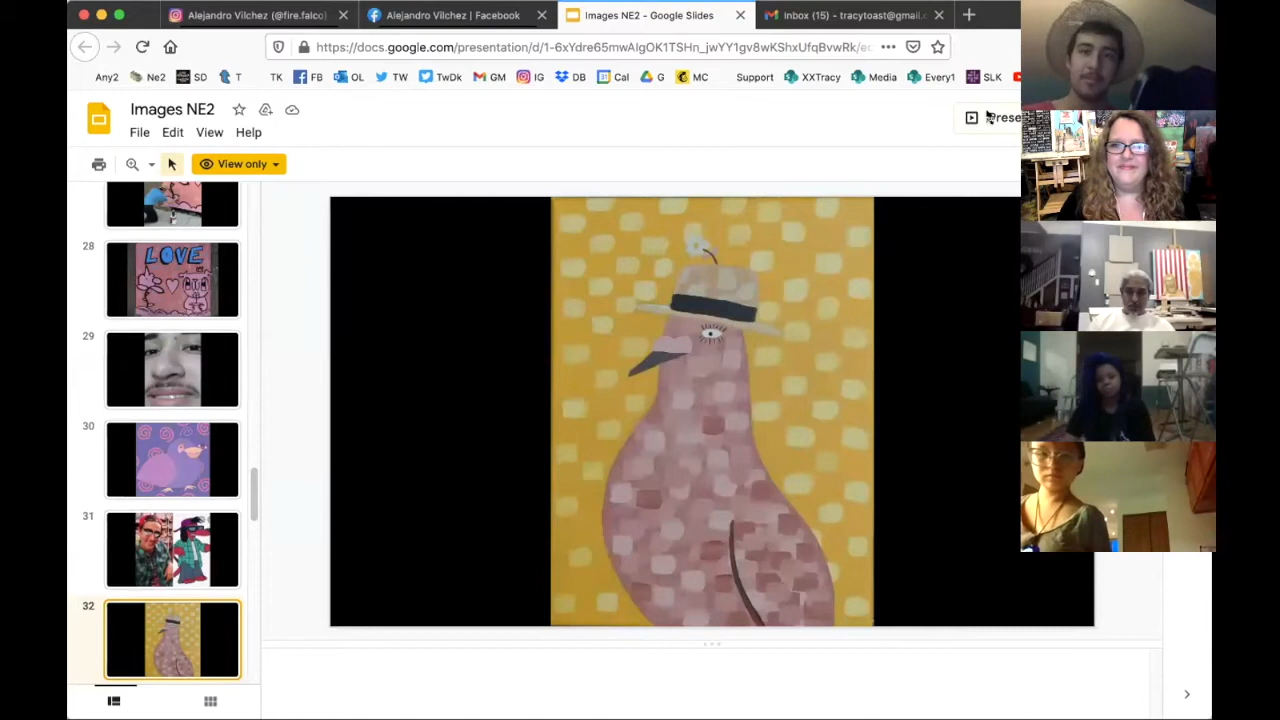 Alejandro Vilchez (@fire.falco)
Alejandro Vilchez | Facebook
Images NE2 - Google Slides
Inbox (15) - tracytoast@gmail.c
https://docs.google.com/presentation/d/1-6xYdre65mwAlgOK1TSHn_jwYY1gv8wKShxUfqBvwRk/ec
Any2 Ne2 SD T TK FB OL TW TwDk GM IG DB Cal G MC Support XXTracy Media Every1 SLK
Images NE2
File Edit View Help
Prese
View only
28
LOVE
29
30
31
32